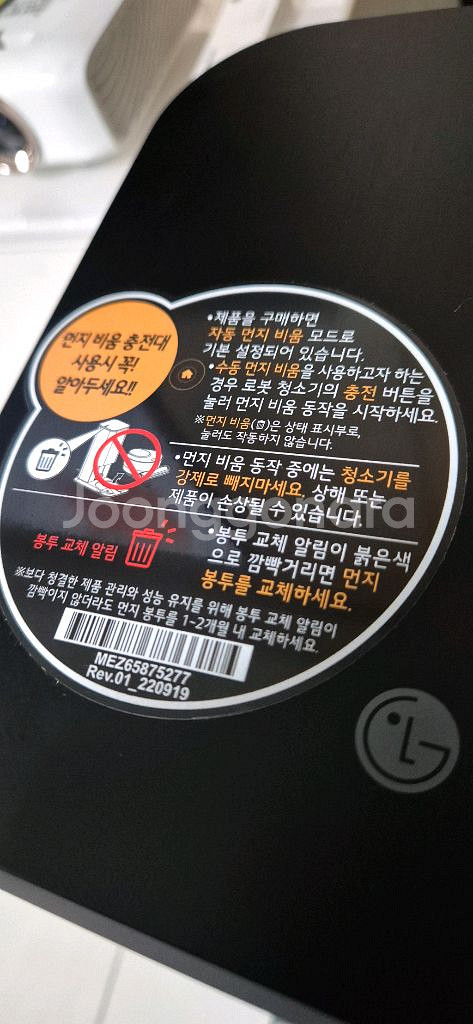 먼지 비움 충전대
사용시 꼭!
알아두세요!!
•제품을 구매하면
자동 먼지 비움 모드로
기본 설정되어 있습니다.
•수동 먼지 비움을 사용하고자 하는
경우 로봇 청소기의 충전 버튼을
눌러 먼지 비움 동작을 시작하세요.
※먼지 비움( )은 상태 표시부로,
눌러도 작동하지 않습니다.
•먼지 비움 동작 중에는 청소기를
강제로 빼지마세요, 상해 또는
제품이 손상될 수 있습니다.
Joonggonara
봉투 교체 알림
•봉투 교체 알림이 붉은색
으로 깜빡거리면 먼지
봉투를 교체하세요.
※보다 청결한 제품 관리와 성능 유지를 위해 봉투 교체 알림이
깜빡이지 않더라도 먼지 봉투를 1~2개월 내 교체하세요.
MEZ65875277
Rev.01_220919
LG